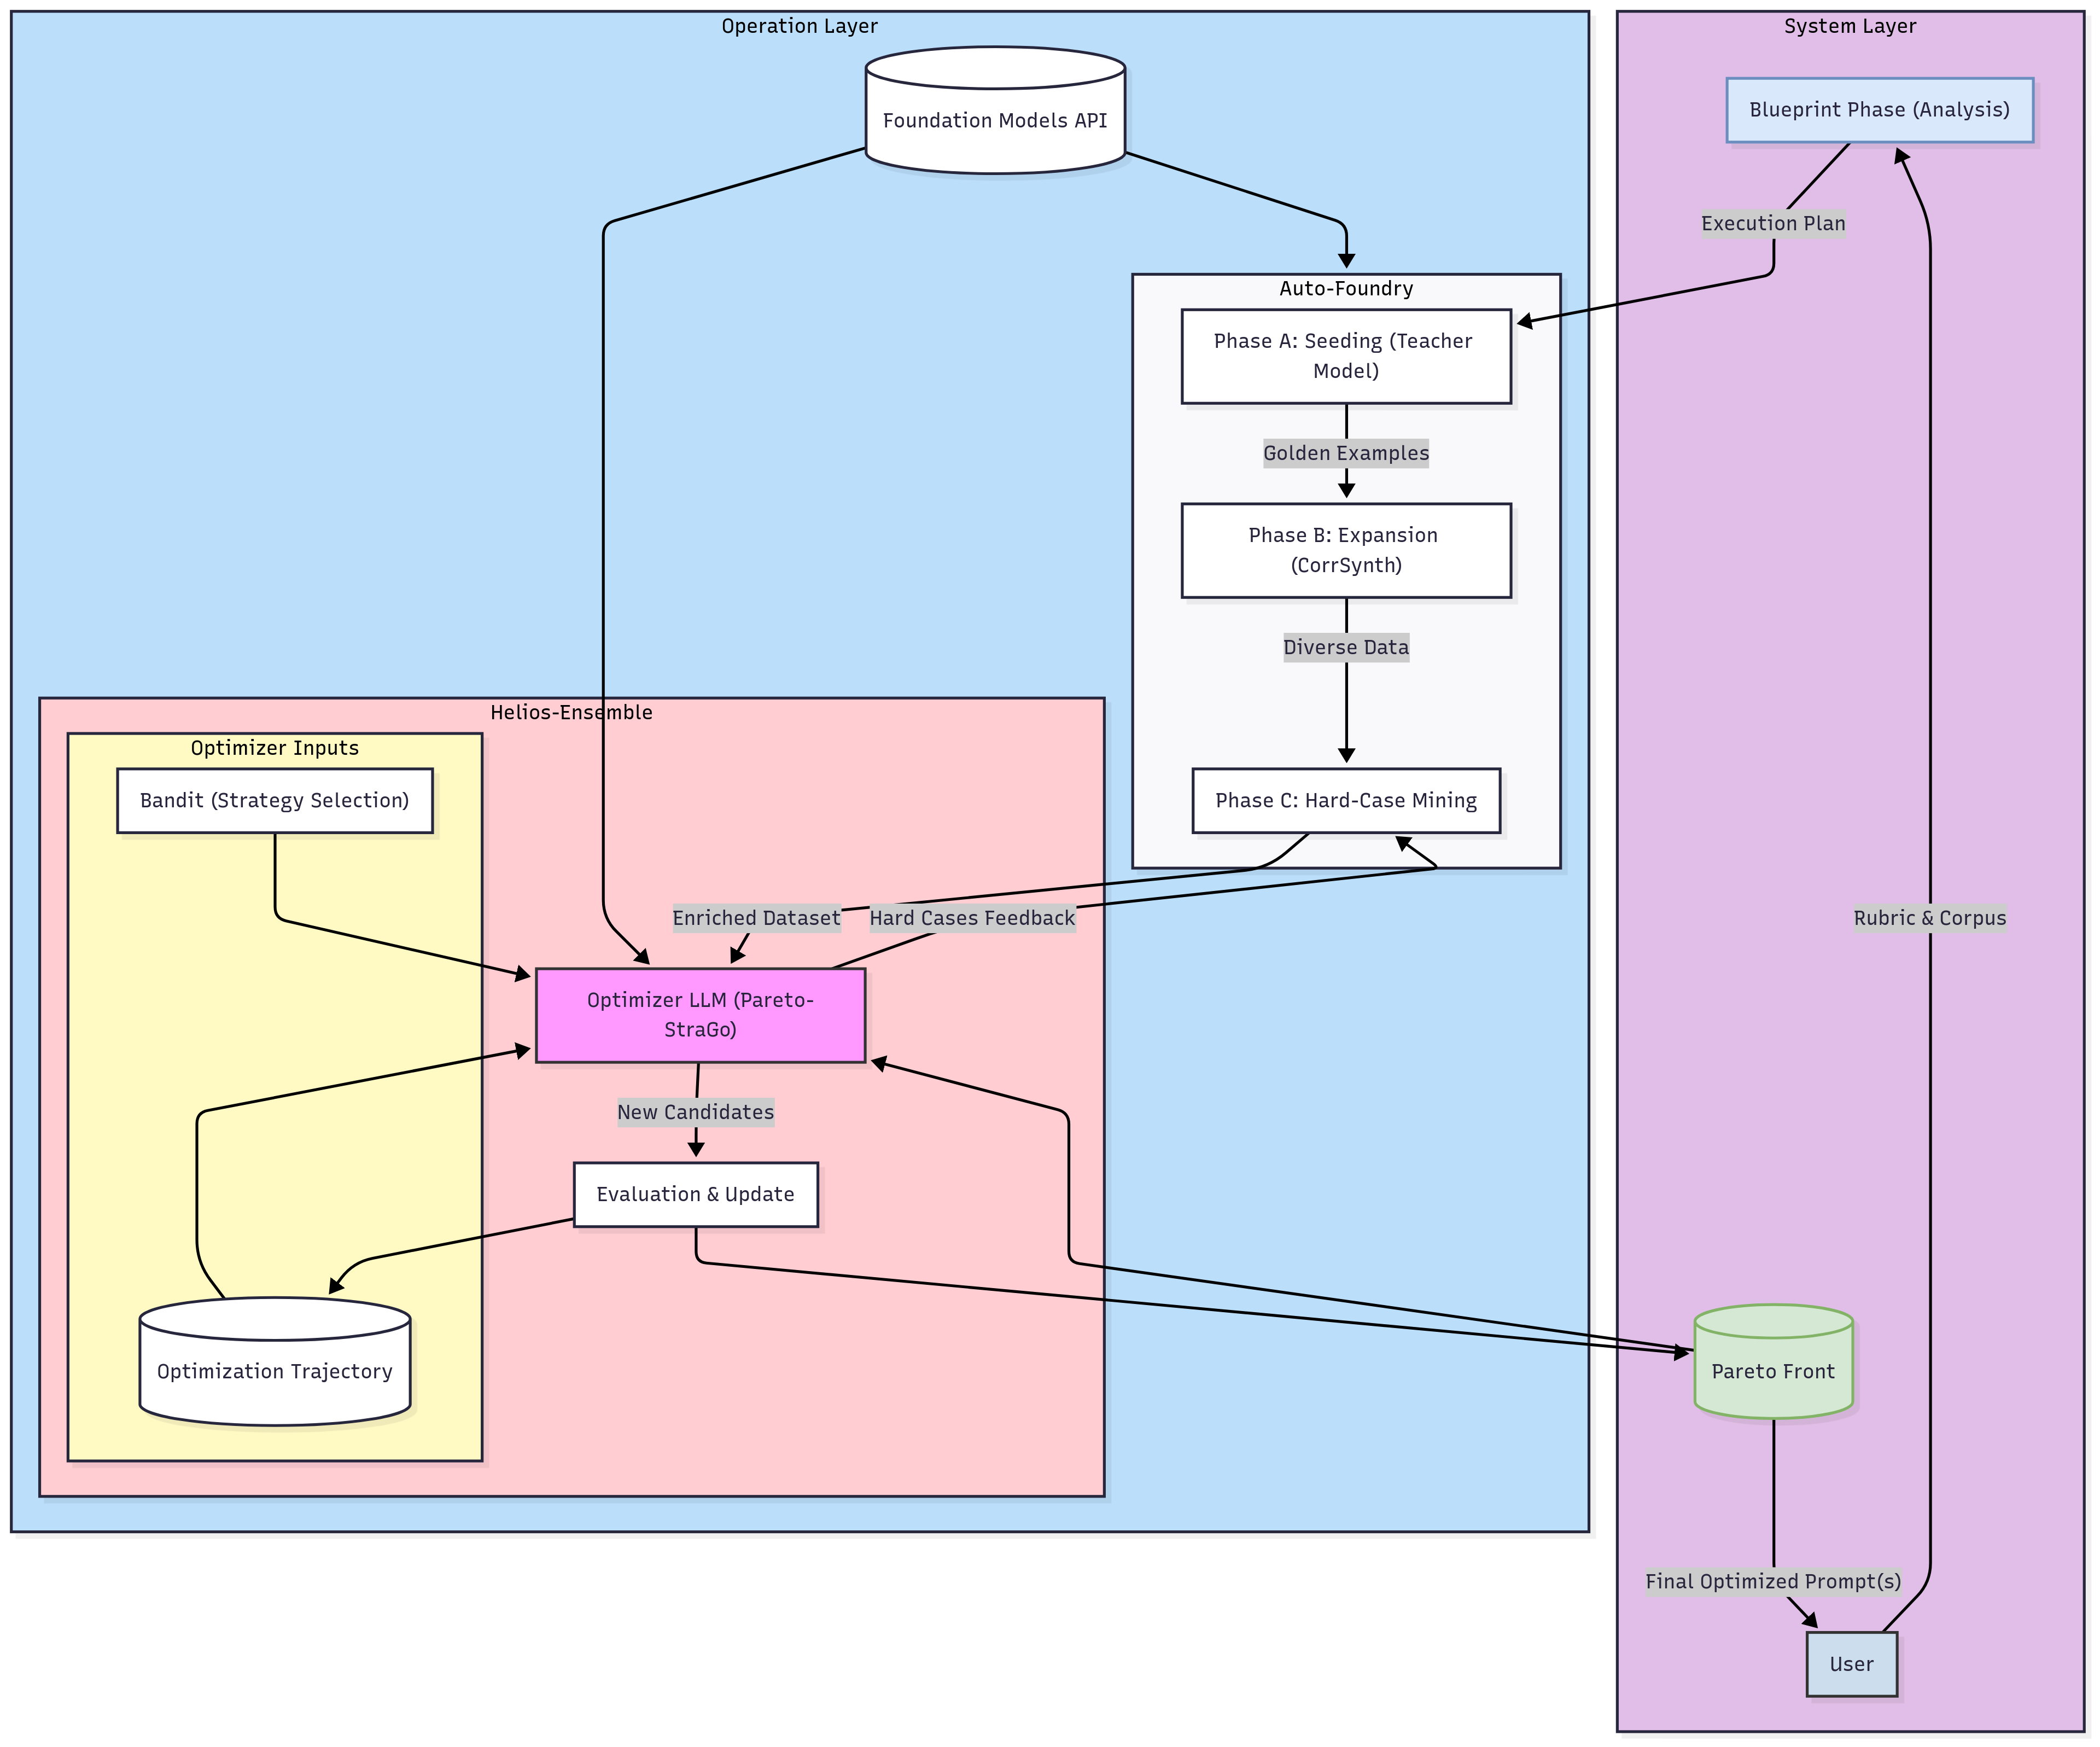 Operation Layer
System Layer
Foundation Models API
Blueprint Phase (Analysis)
Execution Plan
Auto-Foundry
Phase A: Seeding (Teacher
Model)
Golden Examples
Phase B: Expansion
(CorrSynth)
Diverse Data
Phase C: Hard-Case Mining
Helios-Ensemble
Optimizer Inputs
Bandit (Strategy Selection)
Enriched Dataset
Hard Cases Feedback
Rubric & Corpus
Optimizer LLM (Pareto-
StraGo)
New Candidates
Evaluation & Update
Optimization Trajectory
Pareto Front
Final Optimized Prompt(s)
User